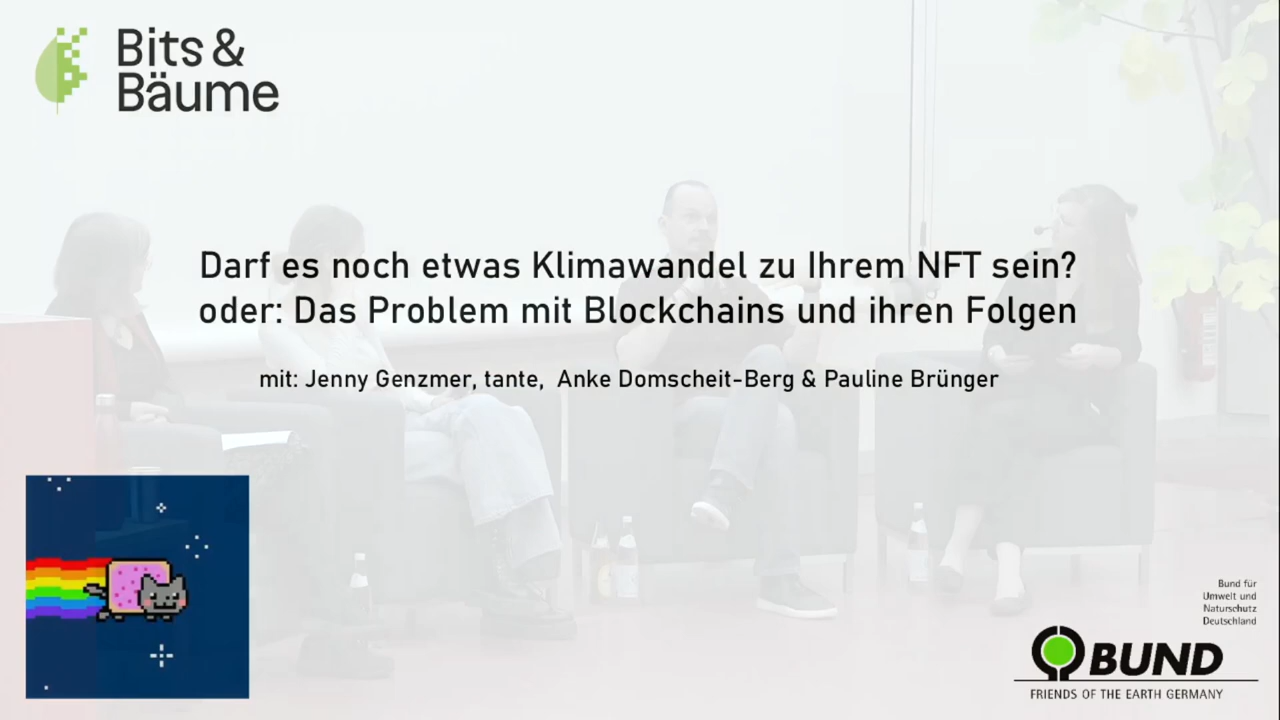 Bits &
Bäume
Darf es noch etwas Klimawandel zu Ihrem NFT sein?
oder: Das Problem mit Blockchains und ihren Folgen
mit: Jenny Genzmer, tante, Anke Domscheit-Berg & Pauline Brünger
Bund für
Umwelt und
Naturschutz
Deutschland
BUND
FRIENDS OF THE EARTH GERMANY